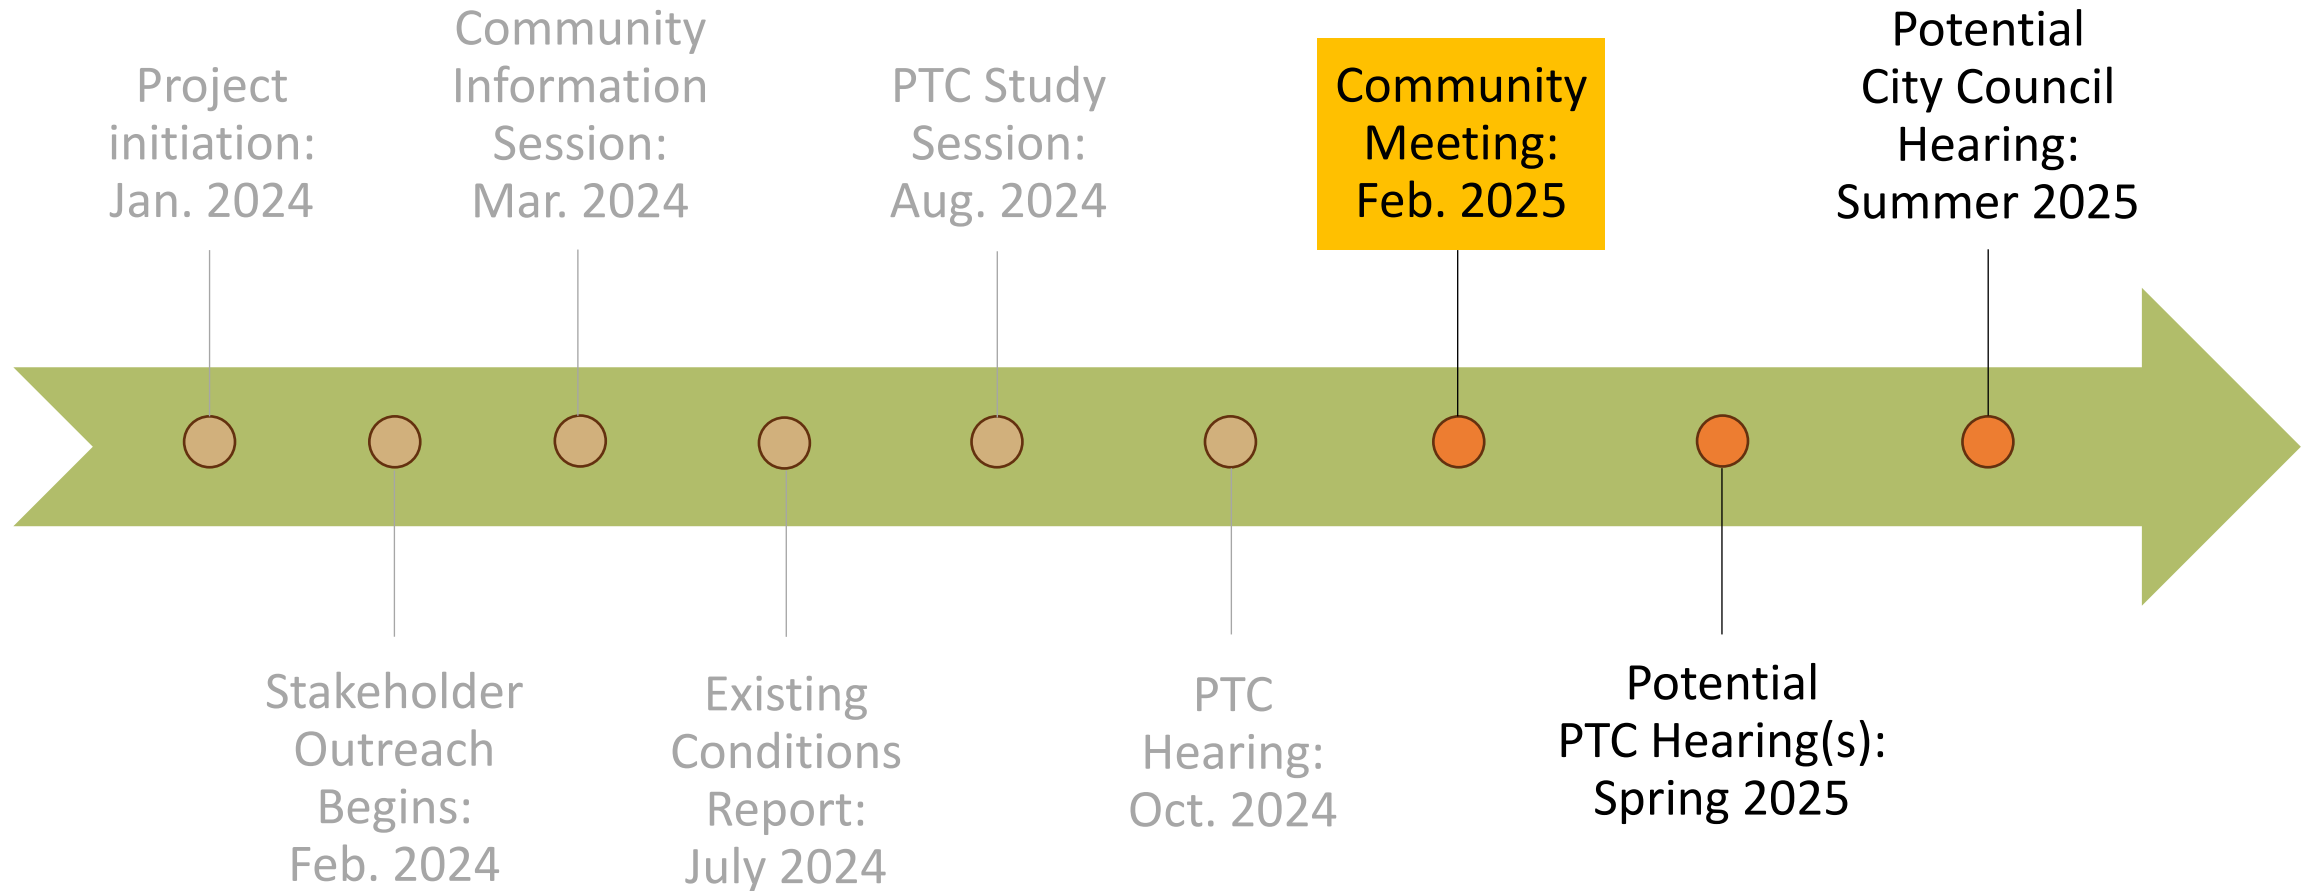 Project
initiation:
Jan. 2024
Community
Information
Session:
Mar. 2024
PTC Study
Session:
Aug. 2024
Community
Meeting:
Feb. 2025
Potential
City Council
Hearing:
Summer 2025
Stakeholder
Outreach
Begins:
Feb. 2024
Existing
Conditions
Report:
July 2024
PTC
Hearing:
Oct. 2024
Potential
PTC Hearing(s):
Spring 2025